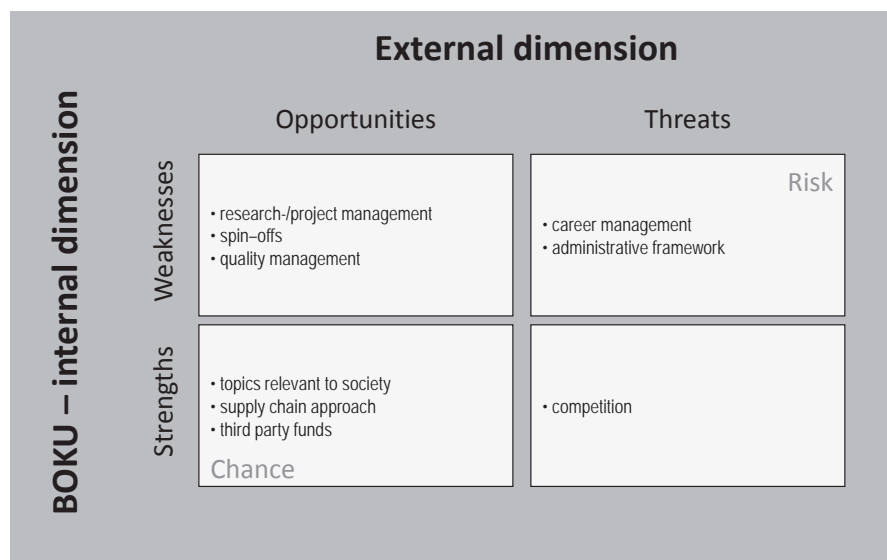 External dimension
BOKU – internal dimension
Opportunities
Threats
Weaknesses
• research-/project management
• spin–offs
• quality management
Risk
• career management
• administrative framework
Strengths
• topics relevant to society
• supply chain approach
• third party funds
Chance
• competition